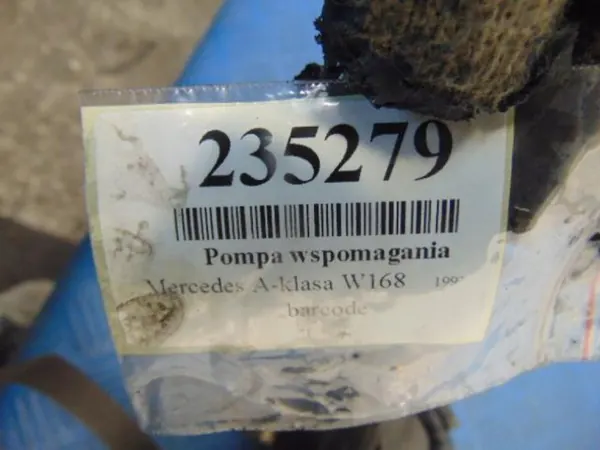 235279
Pompa wspomagania
Mercedes A-klasa W168
barcode